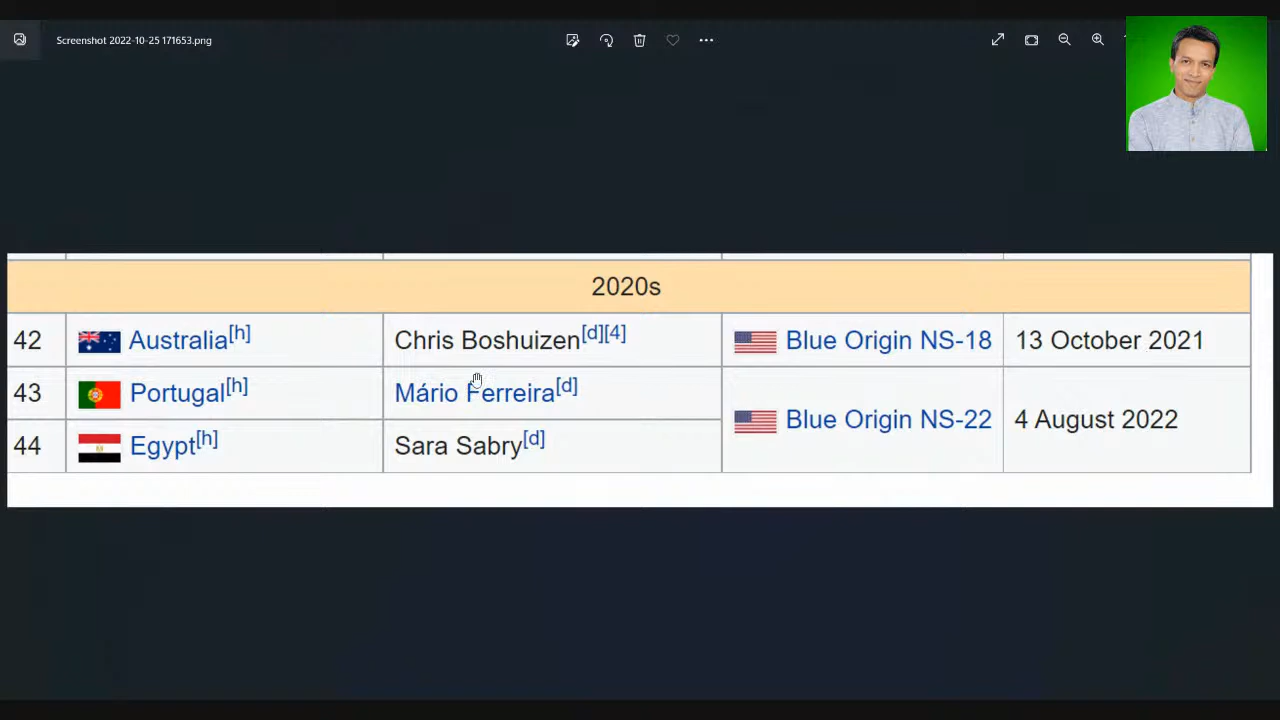 Screenshot 2022-10-25 171653.png
2020s
42 Australia[h] Chris Boshuizen[d][4] Blue Origin NS-18 13 October 2021
43 Portugal[h] Mário Ferreira[d] Blue Origin NS-22 4 August 2022
44 Egypt[h] Sara Sabry[d]